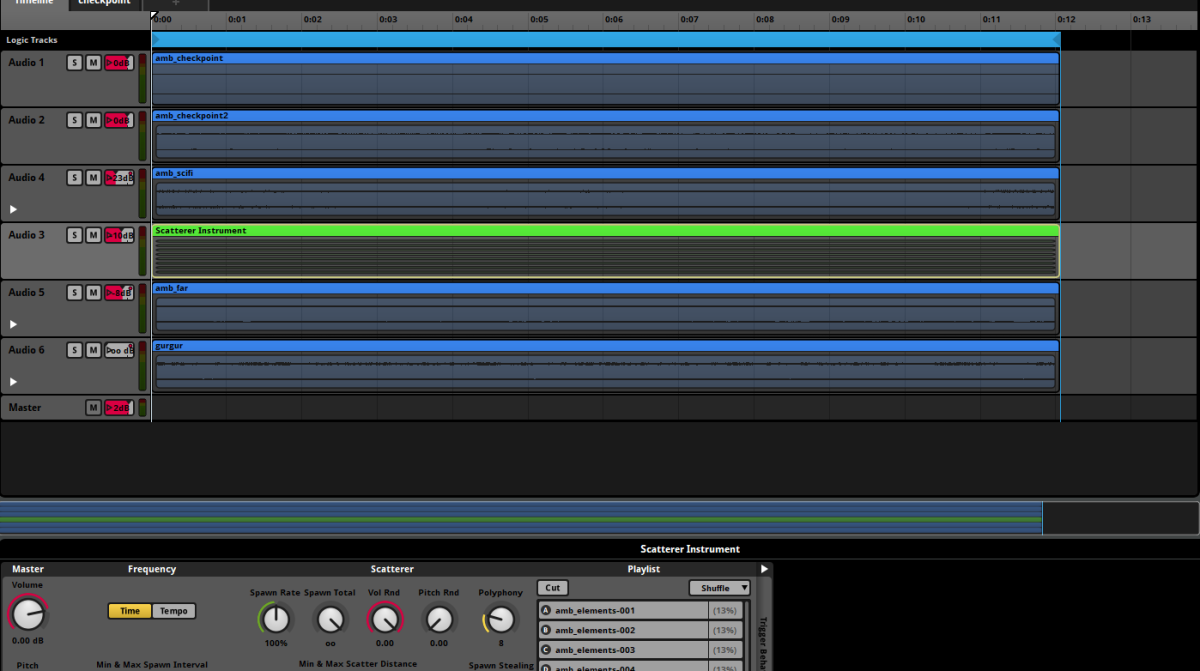 Timeline checkpoint +
0:00 0:01 0:02 0:03 0:04 0:05 0:06 0:07 0:08 0:09 0:10 0:11 0:12 0:13
Logic Tracks
Audio 1 S M 0dB amb_checkpoint
Audio 2 S M 0dB amb_checkpoint2
Audio 4 S M 23dB amb_scifi
Audio 3 S M 10dB Scatterer Instrument
Audio 5 S M -8dB amb_far
Audio 6 S M oo dB gurgur
Master M 2dB
Scatterer Instrument
Master Frequency Scatterer Playlist
Volume
Cut Shuffle
Spawn Rate Spawn Total Vol Rnd Pitch Rnd Polyphony
Time Tempo
A amb_elements-001 (13%)
B amb_elements-002 (13%)
0.00 dB 100% oo 0.00 0.00 8
C amb_elements-003 (13%)
Pitch Min & Max Spawn Interval Min & Max Scatter Distance Spawn Stealing
D amb_elements-004 (13%)